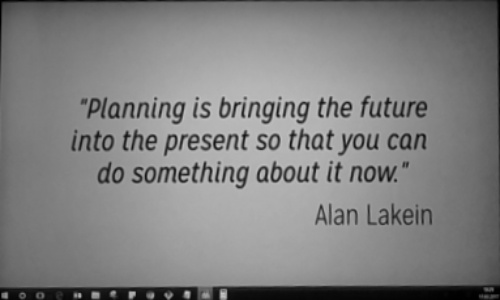 "Planning is bringing the future
into the present so that you can
do something about it now."
Alan Lakein